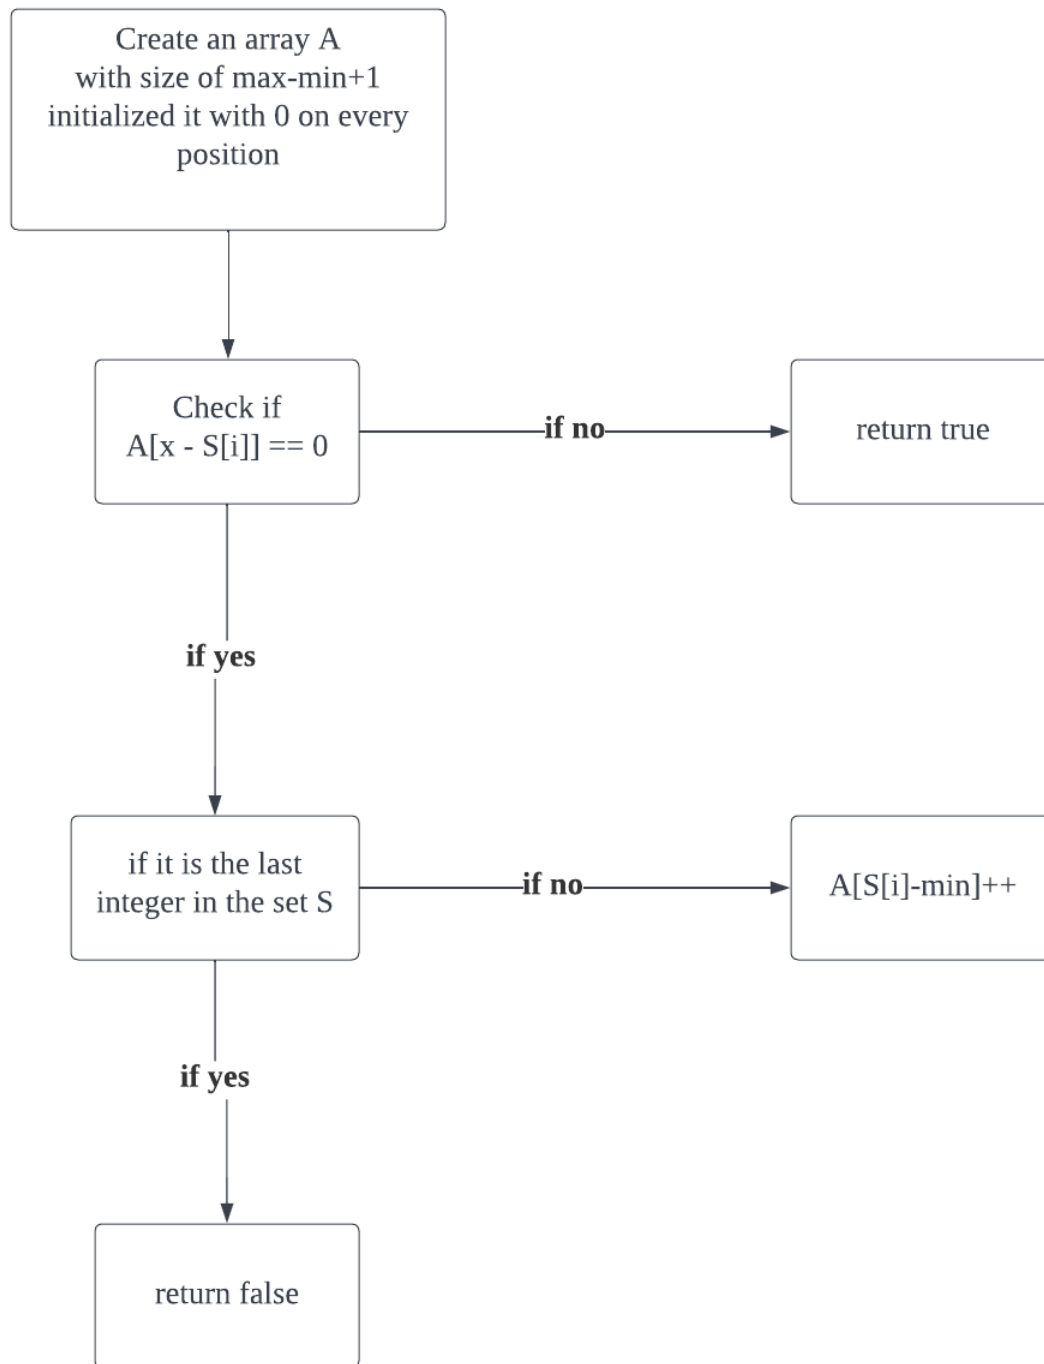 Create an array A
with size of max-min+1
initialized it with 0 on every
position
Check if
A[x - S[i]] == 0
if no
return true
if yes
if it is the last
integer in the set S
if no
A[S[i]-min]++
if yes
return false